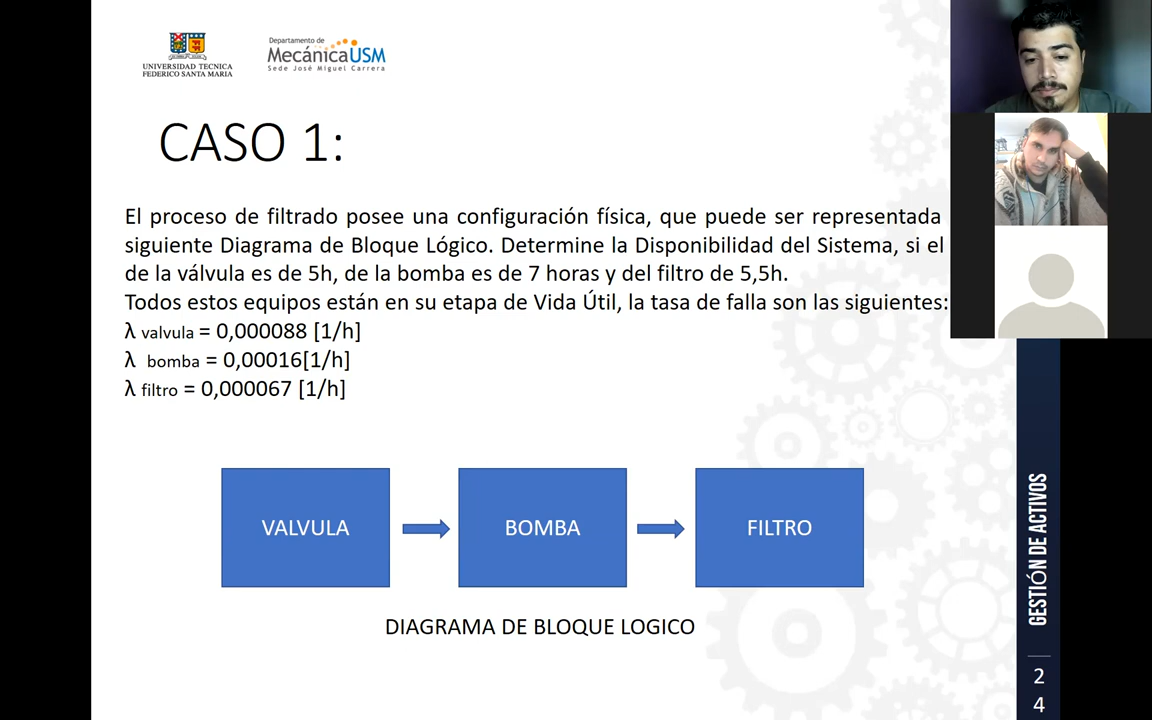 UNIVERSIDAD TECNICA
FEDERICO SANTA MARIA
Departamento de
MecánicaUSM
Sede José Miguel Carrera
CASO 1:
El proceso de filtrado posee una configuración física, que puede ser representada
siguiente Diagrama de Bloque Lógico. Determine la Disponibilidad del Sistema, si el
de la válvula es de 5h, de la bomba es de 7 horas y del filtro de 5,5h.
Todos estos equipos están en su etapa de Vida Útil, la tasa de falla son las siguientes:
λ valvula = 0,000088 [1/h]
λ bomba = 0,00016[1/h]
λ filtro = 0,000067 [1/h]
VALVULA
BOMBA
FILTRO
DIAGRAMA DE BLOQUE LOGICO
GESTIÓN DE ACTIVOS
2
4